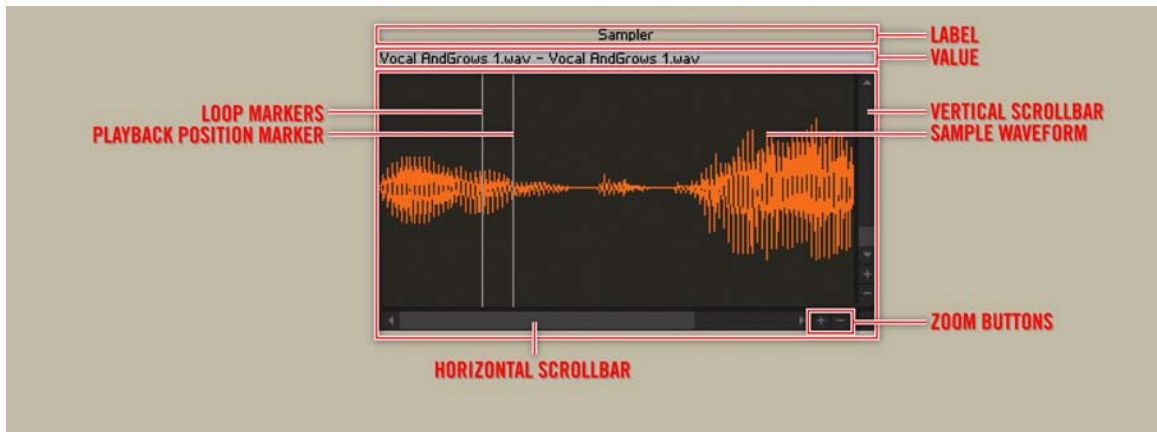 Sampler
LABEL
Vocal AndGrows 1.wav - Vocal AndGrows 1.wav
VALUE
LOOP MARKERS
VERTICAL SCROLLBAR
PLAYBACK POSITION MARKER
SAMPLE WAVEFORM
ZOOM BUTTONS
HORIZONTAL SCROLLBAR